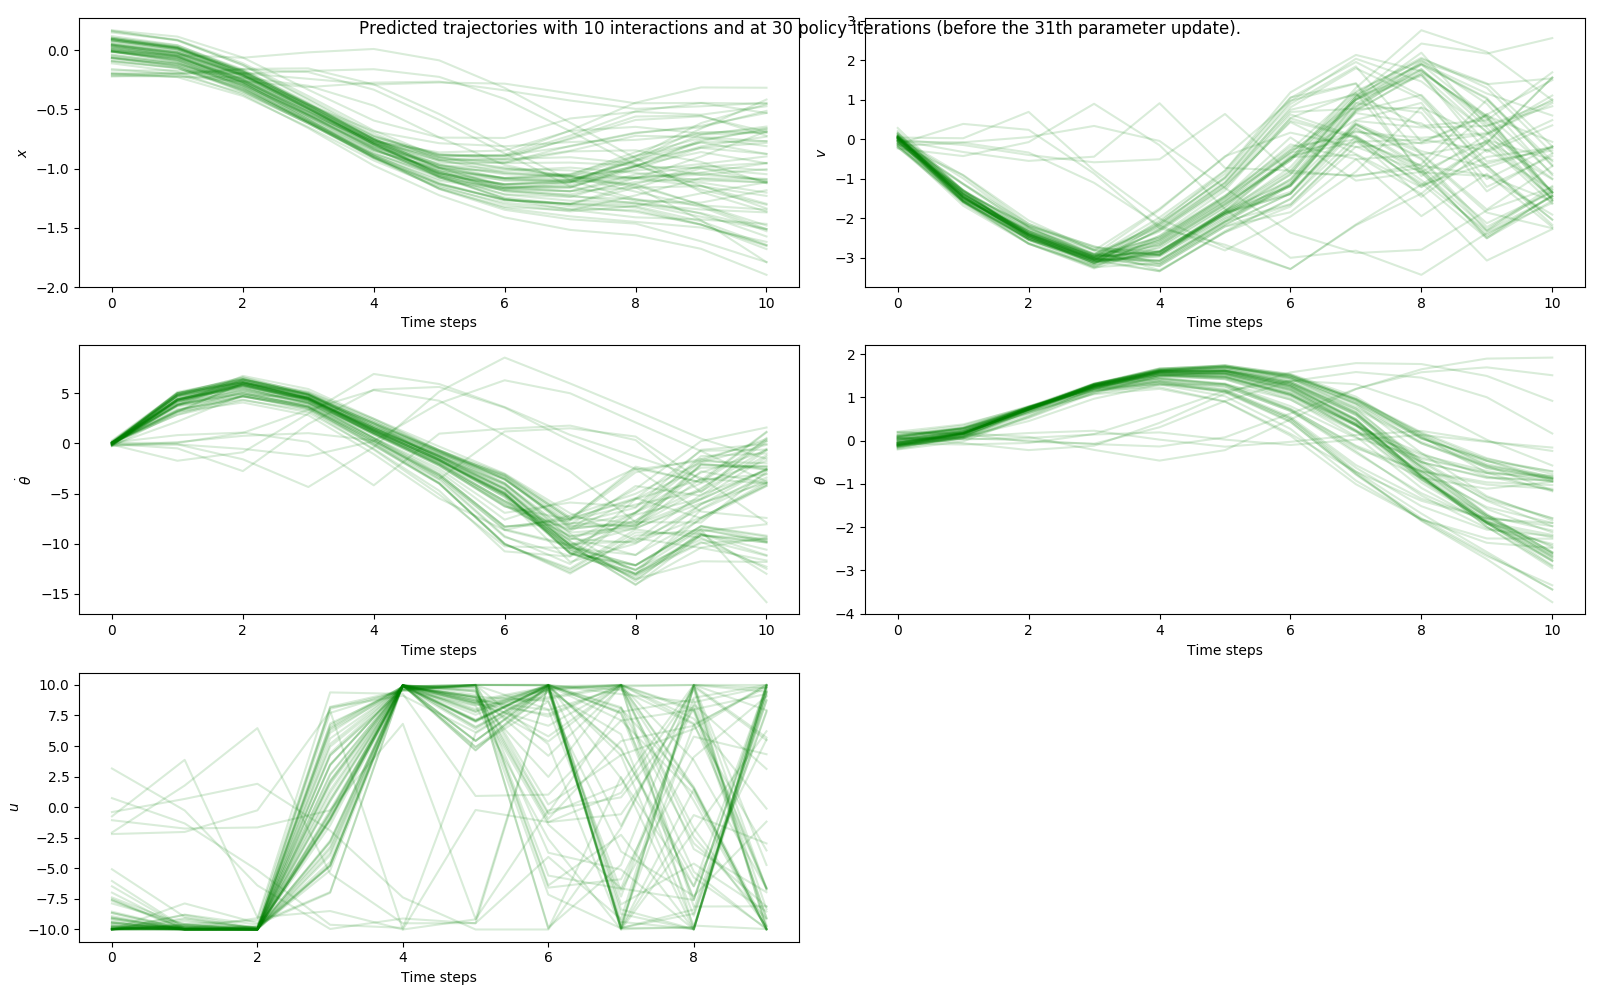 Predicted trajectories with 10 interactions and at 30 policy iterations (before the 31th parameter update).
0.0
−0.5
−1.0
−1.5
−2.0
x
0 2 4 6 8 10
Time steps
3
2
1
0
−1
−2
−3
v
0 2 4 6 8 10
Time steps
5
0
−5
−10
−15
θ̇
0 2 4 6 8 10
Time steps
2
1
0
−1
−2
−3
−4
θ
0 2 4 6 8 10
Time steps
10.0
7.5
5.0
2.5
0.0
−2.5
−5.0
−7.5
−10.0
u
0 2 4 6 8
Time steps